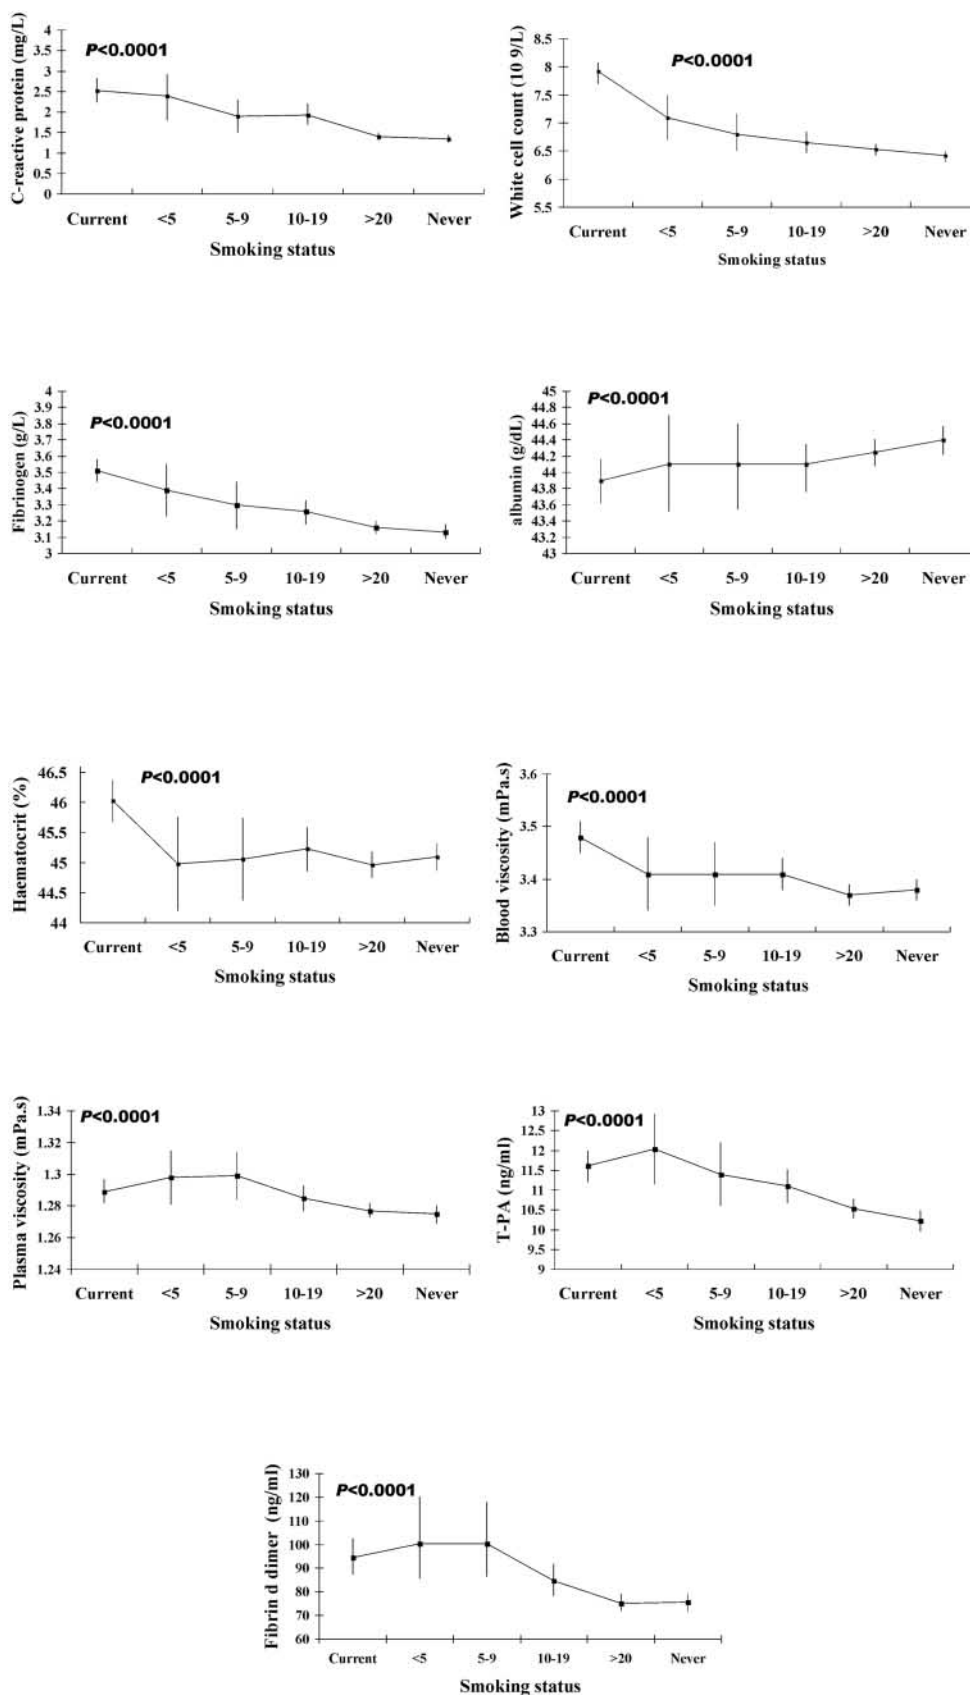 C-reactive protein (mg/L)
P<0.0001
4
3.5
3
2.5
2
1.5
1
0.5
0
Current <5 5-9 10-19 >20 Never
Smoking status
White cell count (10 9/L)
P<0.0001
8.5
8
7.5
7
6.5
6
5.5
Current <5 5-9 10-19 >20 Never
Smoking status
Fibrinogen (g/L)
P<0.0001
4
3.9
3.8
3.7
3.6
3.5
3.4
3.3
3.2
3.1
3
Current <5 5-9 10-19 >20 Never
Smoking status
albumin (g/dL)
P<0.0001
45
44.8
44.6
44.4
44.2
44
43.8
43.6
43.4
43.2
43
Current <5 5-9 10-19 >20 Never
Smoking status
Haematocrit (%)
P<0.0001
46.5
46
45.5
45
44.5
44
Current <5 5-9 10-19 >20 Never
Smoking status
Blood viscosity (mPa.s)
P<0.0001
3.6
3.5
3.4
3.3
Current <5 5-9 10-19 >20 Never
Smoking status
Plasma viscosity (mPa.s)
P<0.0001
1.34
1.32
1.3
1.28
1.26
1.24
Current <5 5-9 10-19 >20 Never
Smoking status
T-PA (ng/ml)
P<0.0001
13
12.5
12
11.5
11
10.5
10
9.5
9
Current <5 5-9 10-19 >20 Never
Smoking status
Fibrin d dimer (ng/ml)
P<0.0001
130
120
110
100
90
80
70
60
Current <5 5-9 10-19 >20 Never
Smoking status